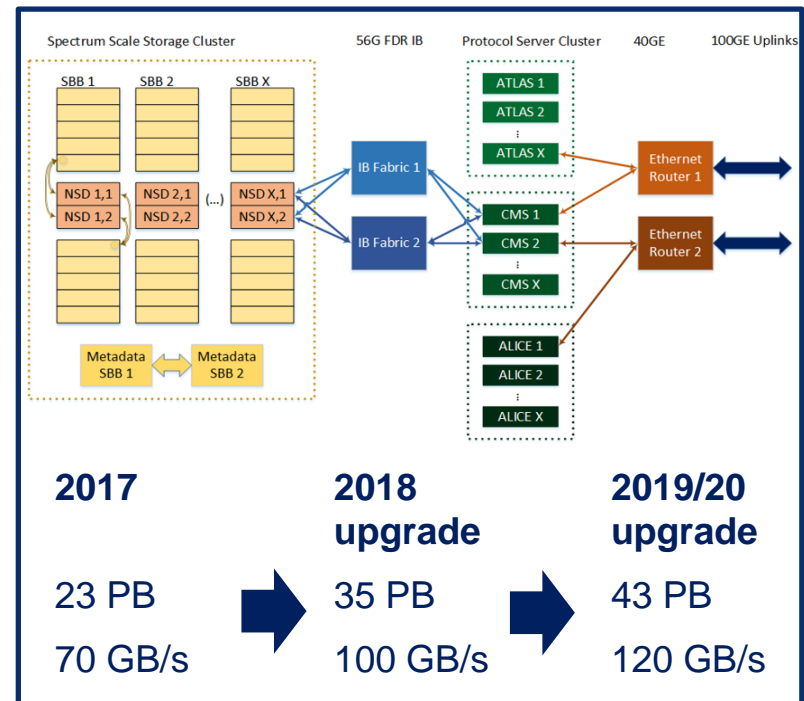 Spectrum Scale Storage Cluster
56G FDR IB
Protocol Server Cluster
40GE
100GE Uplinks
SBB 1
SBB 2
SBB X
NSD 1,1
NSD 2,1
(...)
NSD X,1
NSD 1,2
NSD 2,2
NSD X,2
Metadata
SBB 1
Metadata
SBB 2
IB Fabric 1
IB Fabric 2
ATLAS 1
ATLAS 2
⋮
ATLAS X
CMS 1
CMS 2
⋮
CMS X
ALICE 1
ALICE 2
⋮
ALICE X
Ethernet
Router 1
Ethernet
Router 2
2017
23 PB
70 GB/s
2018
upgrade
35 PB
100 GB/s
2019/20
upgrade
43 PB
120 GB/s